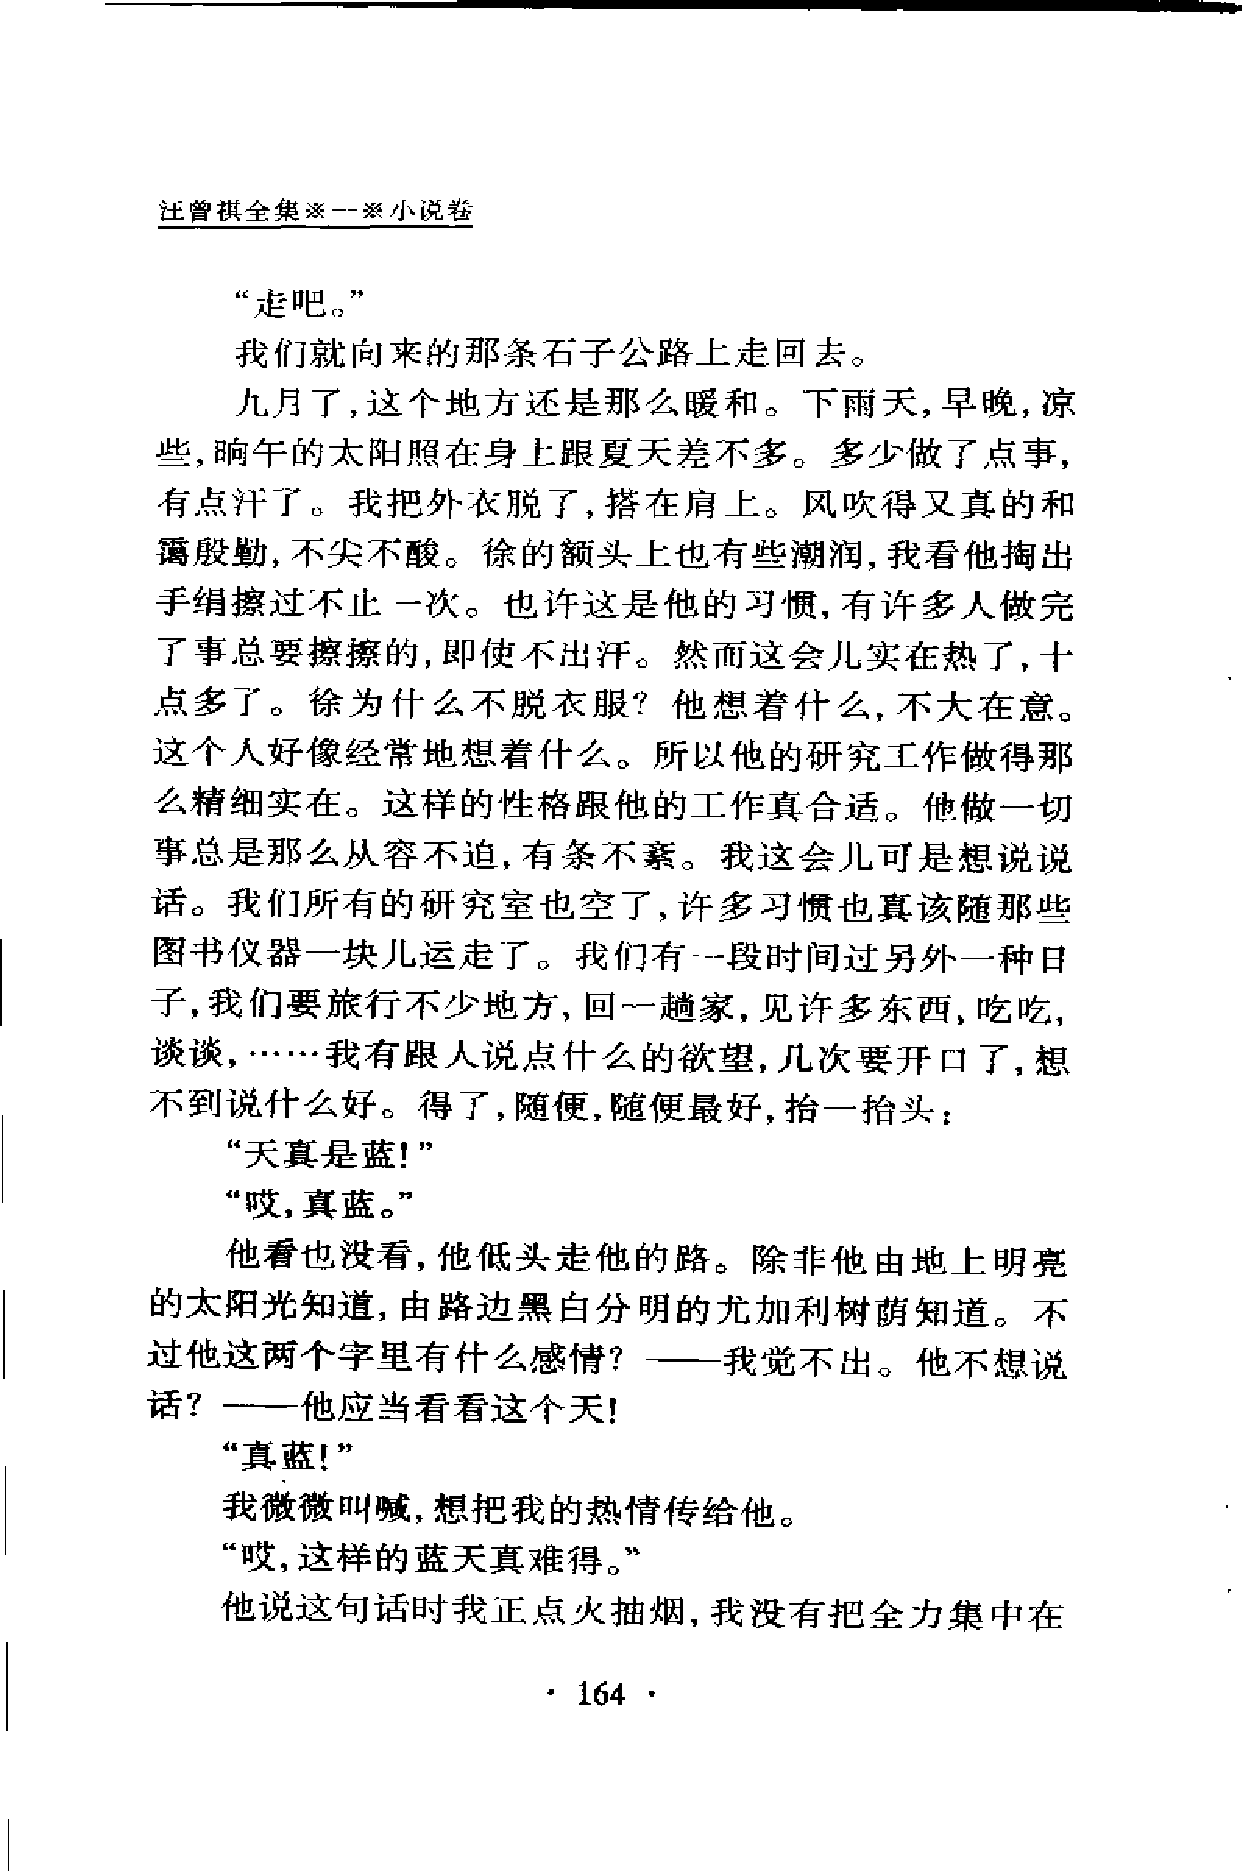 汪曾祺全集※一※小说卷
“走吧。”
我们就向来的那条石子公路上走回去。
九月了,这个地方还是那么暖和。下雨天,早晚,凉
些,晌午的太阳照在身上跟夏天差不多。多少做了点事,
有点汗了。我把外衣脱了,搭在肩上。风吹得又真的和
蔼殷勤,不尖不酸。徐的额头上也有些潮润,我看他掏出
手绢擦过不止一次。也许这是他的习惯,有许多人做完
了事总要擦擦的,即使不出汗。然而这会儿实在热了,十
点多了。徐为什么不脱衣服?他想着什么,不大在意。
这个人好像经常地想着什么。所以他的研究工作做得那
么精细实在。这样的性格跟他的工作真合适。他做一切
事总是那么从容不迫,有条不紊。我这会儿可是想说说
话。我们所有的研究室也空了,许多习惯也真该随那些
图书仪器一块儿运走了。我们有一段时间过另外一种日
子,我们要旅行不少地方,回一趟家,见许多东西,吃吃,
谈谈,……我有跟人说点什么的欲望,几次要开口了,想
不到说什么好。得了,随便,随便最好,抬一抬头:
“天真是蓝!”
“哎,真蓝。”
他看也没看,他低头走他的路。除非他由地上明亮
的太阳光知道,由路边黑白分明的尤加利树荫知道。不
过他这两个字里有什么感情?——我觉不出。他不想说
话?——他应当看看这个天!
“真蓝!”
我微微叫喊,想把我的热情传给他。
“哎,这样的蓝天真难得。”
他说这句话时我正点火抽烟,我没有把全力集中在
· 164 ·